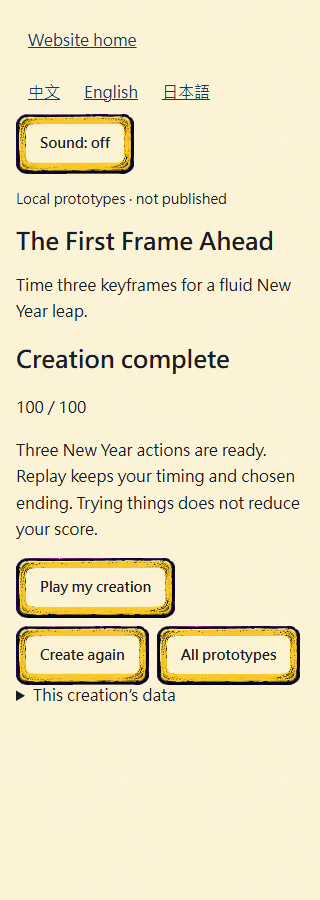 Website home
中文 English 日本語
Sound: off
Local prototypes · not published
The First Frame Ahead
Time three keyframes for a fluid New
Year leap.
Creation complete
100 / 100
Three New Year actions are ready.
Replay keeps your timing and chosen
ending. Trying things does not reduce
your score.
Play my creation
Create again All prototypes
This creation's data